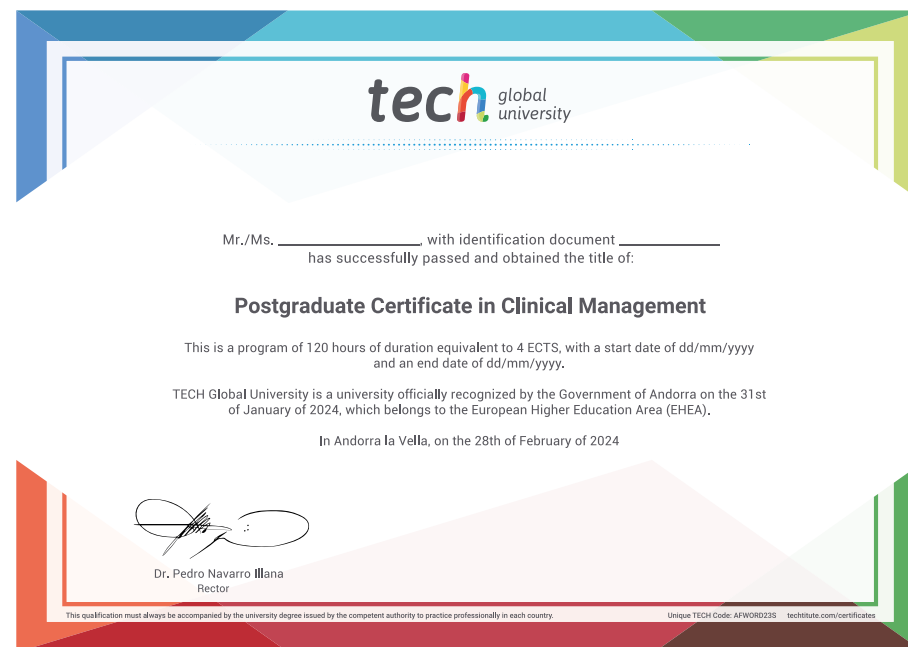 tech global university
Mr./Ms. ____________________, with identification document ______________
has successfully passed and obtained the title of:
Postgraduate Certificate in Clinical Management
This is a program of 120 hours of duration equivalent to 4 ECTS, with a start date of dd/mm/yyyy
and an end date of dd/mm/yyyy.
TECH Global University is a university officially recognized by the Government of Andorra on the 31st
of January of 2024, which belongs to the European Higher Education Area (EHEA).
In Andorra la Vella, on the 28th of February of 2024
Dr. Pedro Navarro Illana
Rector
This qualification must always be accompanied by the university degree issued by the competent authority to practice professionally in each country. Unique TECH Code: AFWORD23S techtitute.com/certificates